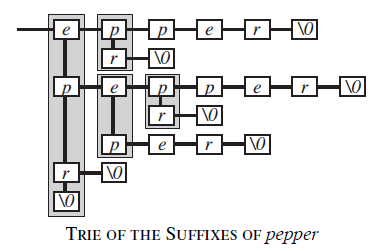 e p p e r \0
r \0
p e p p e r \0
r \0
p e r \0
r \0
\0
TRIE OF THE SUFFIXES OF pepper